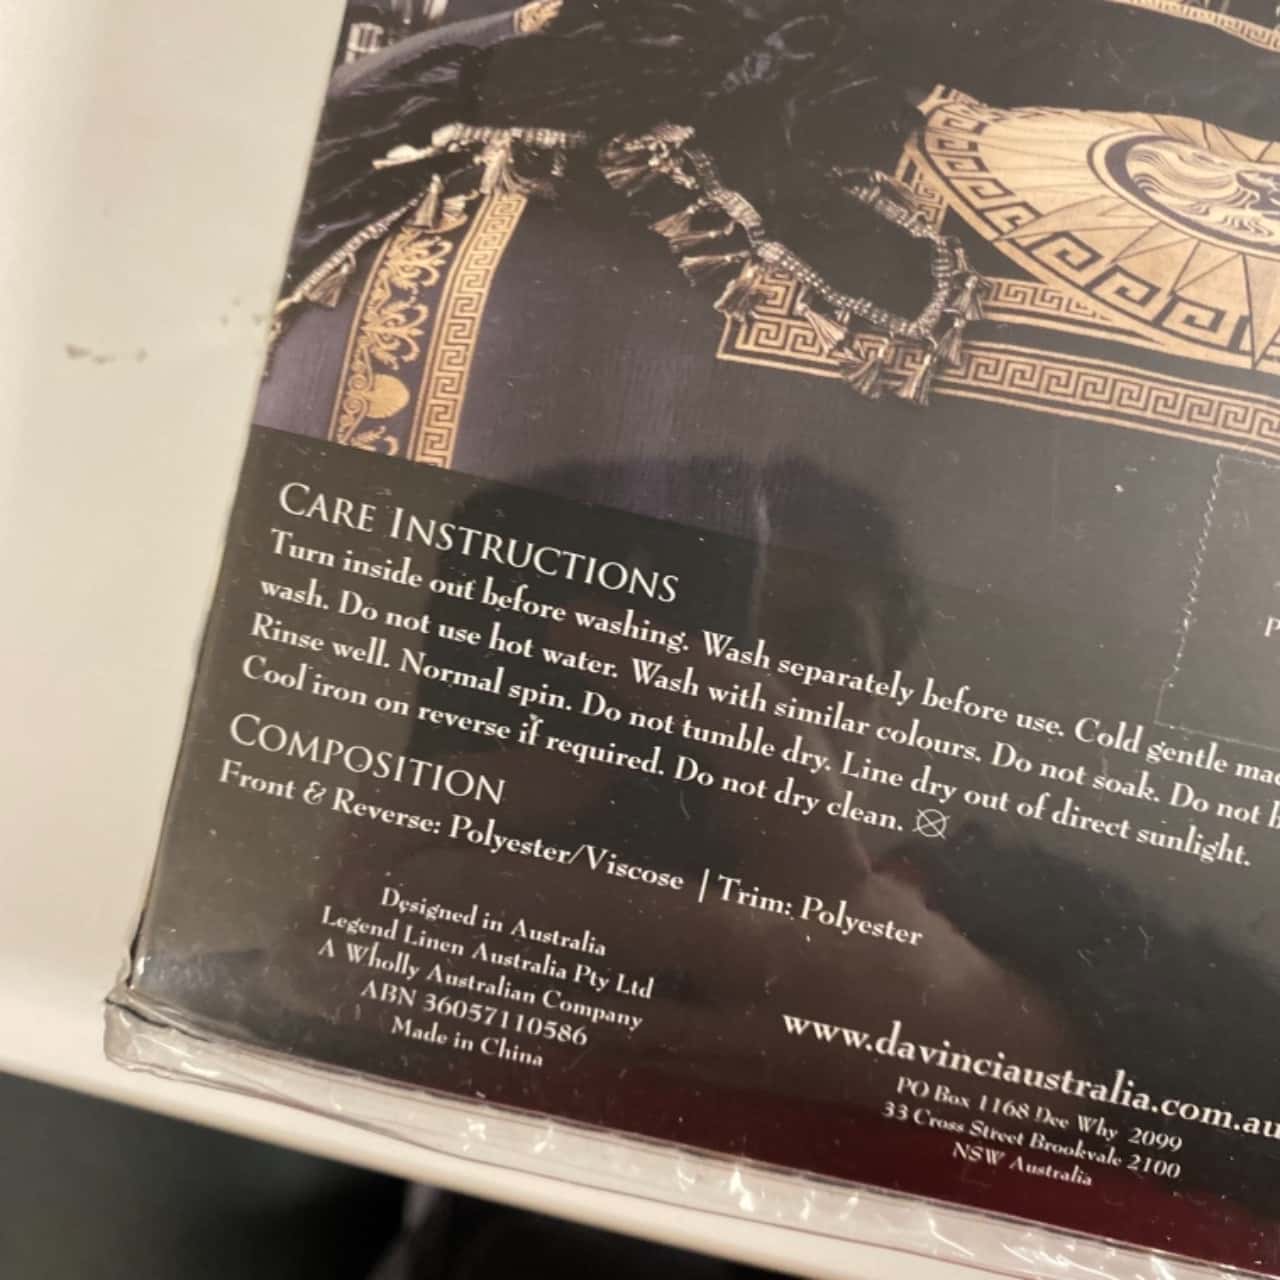 CARE INSTRUCTIONS
Turn inside out before washing. Wash separately before use. Cold gentle
wash. Do not use hot water. Wash with similar colours. Do not soak. Do not
Rinse well. Normal spin. Do not tumble dry. Line dry out of direct sunlight.
Cool iron on reverse if required. Do not dry clean.
COMPOSITION
Front & Reverse: Polyester/Viscose | Trim: Polyester
Designed in Australia
Legend Linen Australia Pty Ltd
A Wholly Australian Company
ABN 36057110586
Made in China
www.davinciaustralia.com.au
PO Box 1168 Dee Why 2099
33 Cross Street Brookvale 2100
NSW Australia